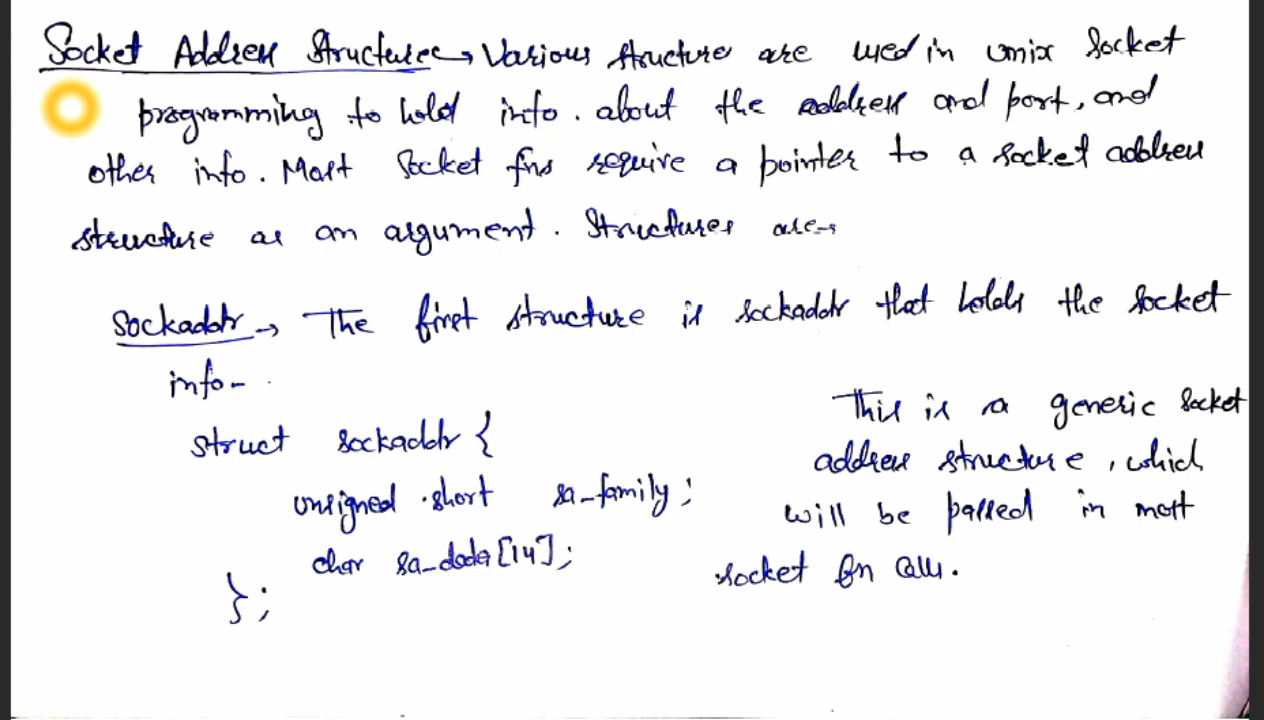 Socket Address Structures → Various structure are used in unix socket
programming to hold info. about the address and port, and
other info. Most Socket fns require a pointer to a socket address
structure as an argument. Structures are →
Sockaddr → The first structure is sockaddr that holds the socket
info -
struct sockaddr {
unsigned short sa_family;
char sa_data[14];
};
This is a generic socket
address structure, which
will be passed in most
socket fn calls.